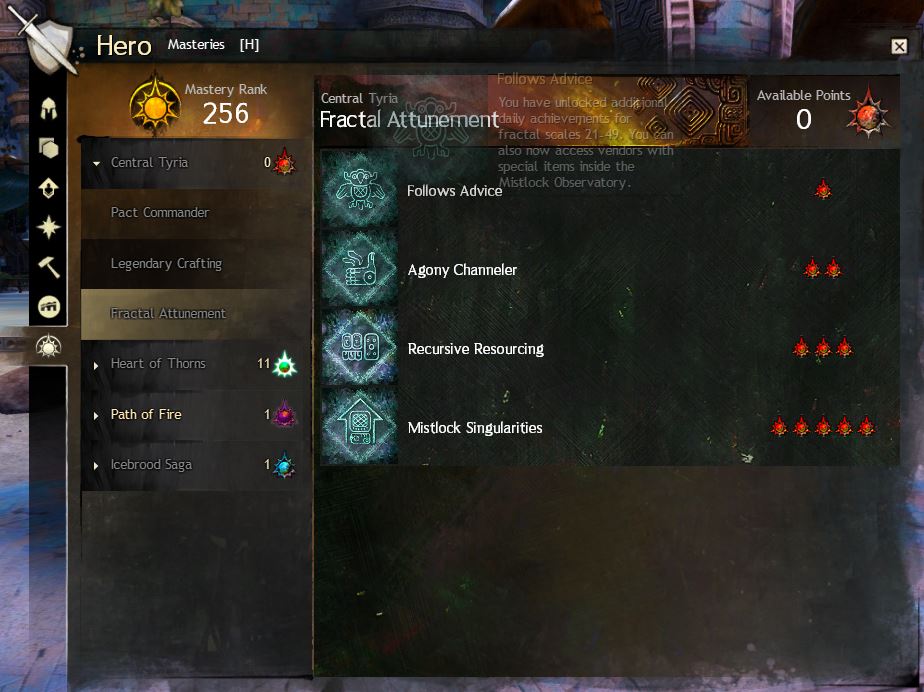 Hero Masteries [H]
Mastery Rank
256
Central Tyria 0
Pact Commander
Legendary Crafting
Fractal Attunement
Heart of Thorns 11
Path of Fire 1
Icebrood Saga 1
Central Tyria
Fractal Attunement
Follows Advice
You have unlocked additional
daily achievements for
fractal scales 21-49. You can
also now access vendors with
special items inside the
Mistlock Observatory.
Available Points
0
Follows Advice
Agony Channeler
Recursive Resourcing
Mistlock Singularities